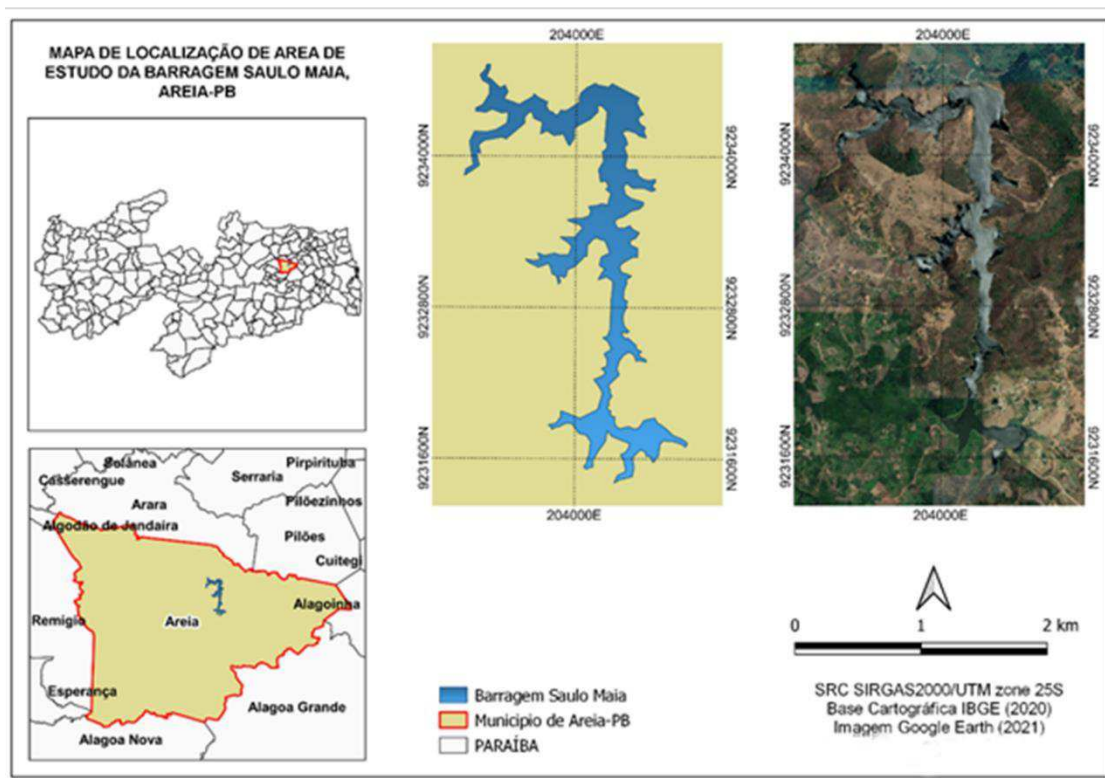 MAPA DE LOCALIZAÇÃO DE AREA DE
ESTUDO DA BARRAGEM SAULO MAIA,
AREIA-PB
204000E
204000E
9234000N
9234000N
9234000N
9232800N
9232800N
9232800N
9231600N
9231600N
9231600N
204000E
204000E
Solânea
Casserengue
Pirpirituba
Serraria
Arara
Pilõezinhos
Algodão de Jandaíra
Pilões
Cuitegi
Alagoinha
Remígio
Areia
Esperança
Alagoa Grande
Alagoa Nova
Barragem Saulo Maia
Municipio de Areia-PB
PARAÍBA
0 1 2 km
SRC SIRGAS2000/UTM zone 25S
Base Cartográfica IBGE (2020)
Imagem Google Earth (2021)